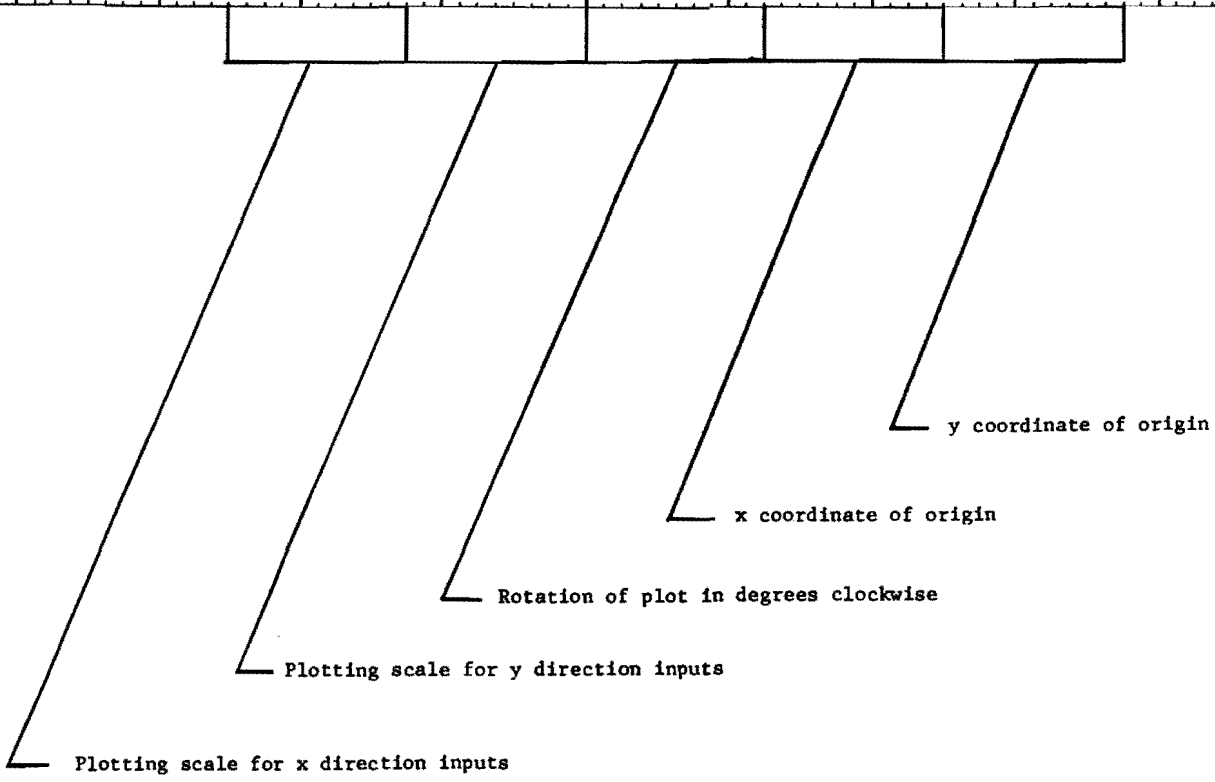 y coordinate of origin
x coordinate of origin
Rotation of plot in degrees clockwise
Plotting scale for y direction inputs
Plotting scale for x direction inputs